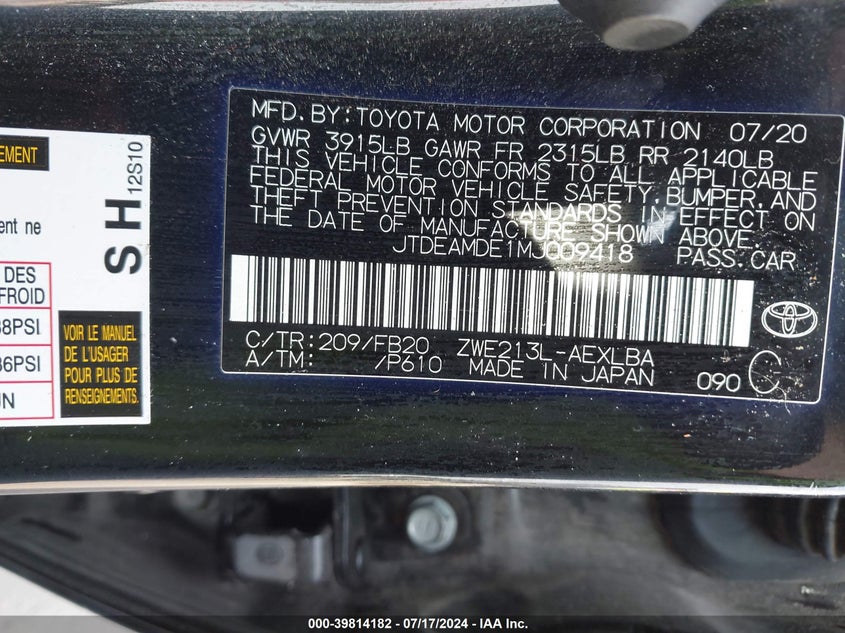 EMENT
ent ne
DES
FROID
8PSI
36PSI
UN
VOIR LE MANUEL
DE L'USAGER
POUR PLUS DE
RENSEIGNEMENTS.
SH 12S10
MFD. BY: TOYOTA MOTOR CORPORATION 07/20
GVWR 3915LB GAWR FR 2315LB RR 2140LB
THIS VEHICLE CONFORMS TO ALL APPLICABLE
FEDERAL MOTOR VEHICLE SAFETY, BUMPER, AND
THEFT PREVENTION STANDARDS IN EFFECT ON
THE DATE OF MANUFACTURE SHOWN ABOVE.
JTDEAMDE1MJ009418 PASS. CAR
C/TR: 209/FB20 ZWE213L-AEXLBA
A/TM: /P610 MADE IN JAPAN 090 C
000-39814182 - 07/17/2024 - IAA Inc.